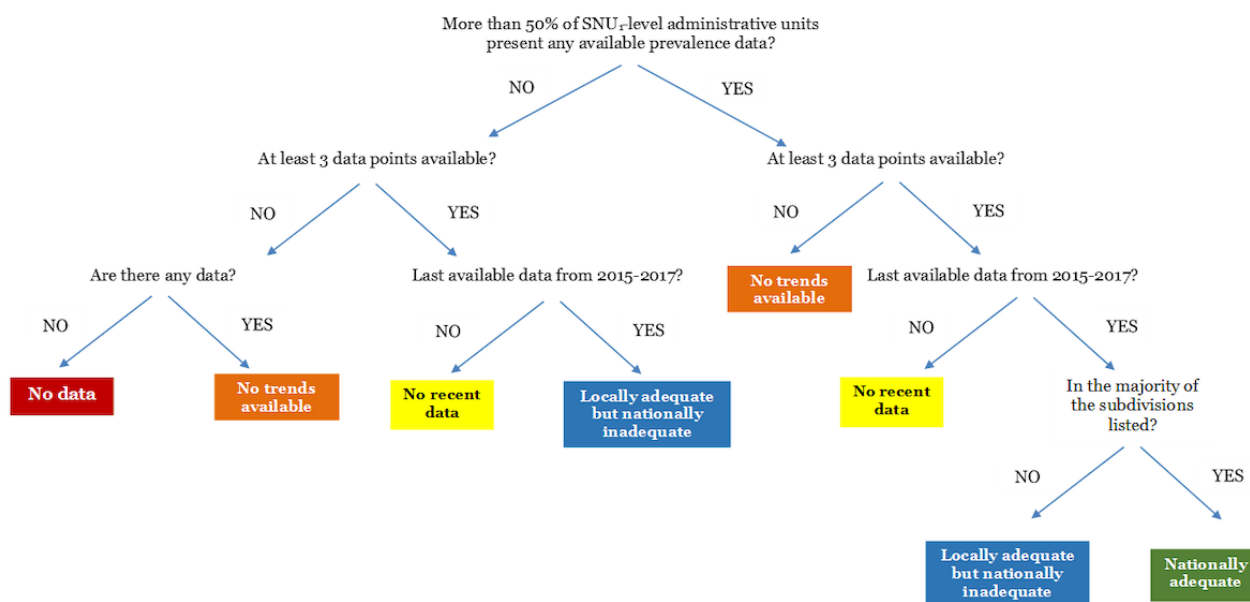 More than 50% of SNU1-level administrative units
present any available prevalence data?
NO
YES
At least 3 data points available?
At least 3 data points available?
NO
YES
NO
YES
Are there any data?
Last available data from 2015-2017?
No trends
available
Last available data from 2015-2017?
NO
YES
NO
YES
NO
YES
No data
No trends
available
No recent
data
Locally adequate
but nationally
inadequate
No recent
data
In the majority of
the subdivisions
listed?
NO
YES
Locally adequate
but nationally
inadequate
Nationally
adequate